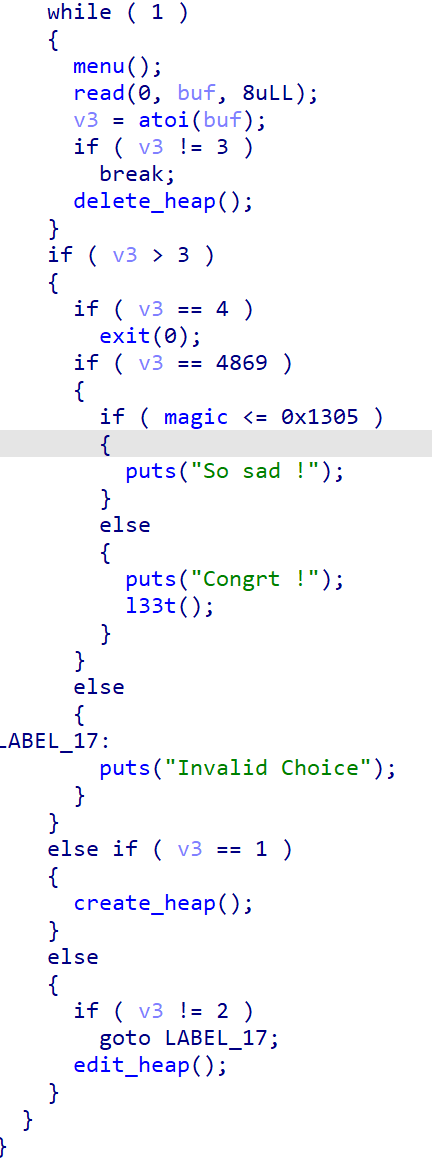 while ( 1 )
{
menu();
read(0, buf, 8uLL);
v3 = atoi(buf);
if ( v3 != 3 )
break;
delete_heap();
}
if ( v3 > 3 )
{
if ( v3 == 4 )
exit(0);
if ( v3 == 4869 )
{
if ( magic <= 0x1305 )
{
puts("So sad !");
}
else
{
puts("Congrt !");
l33t();
}
}
else
{
LABEL_17:
puts("Invalid Choice");
}
}
else if ( v3 == 1 )
{
create_heap();
}
else
{
if ( v3 != 2 )
goto LABEL_17;
edit_heap();
}
}
}